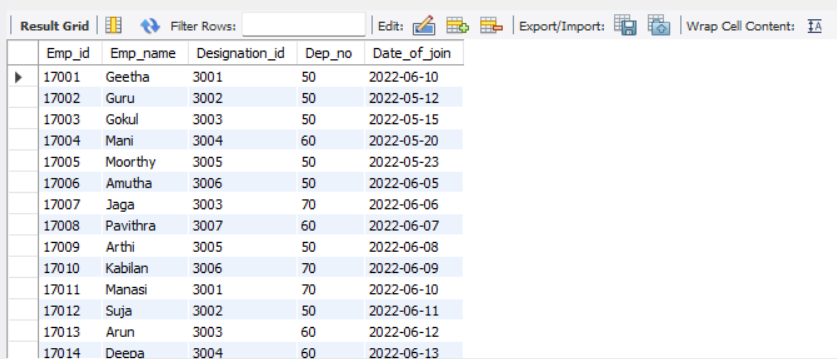 Result Grid Filter Rows: Edit: Export/Import: Wrap Cell Content: IA
Emp_id Emp_name Designation_id Dep_no Date_of_join
17001 Geetha 3001 50 2022-06-10
17002 Guru 3002 50 2022-05-12
17003 Gokul 3003 50 2022-05-15
17004 Mani 3004 60 2022-05-20
17005 Moorthy 3005 50 2022-05-23
17006 Amutha 3006 50 2022-06-05
17007 Jaga 3003 70 2022-06-06
17008 Pavithra 3007 60 2022-06-07
17009 Arthi 3005 50 2022-06-08
17010 Kabilan 3006 70 2022-06-09
17011 Manasi 3001 70 2022-06-10
17012 Suja 3002 50 2022-06-11
17013 Arun 3003 60 2022-06-12
17014 Deepa 3004 60 2022-06-13